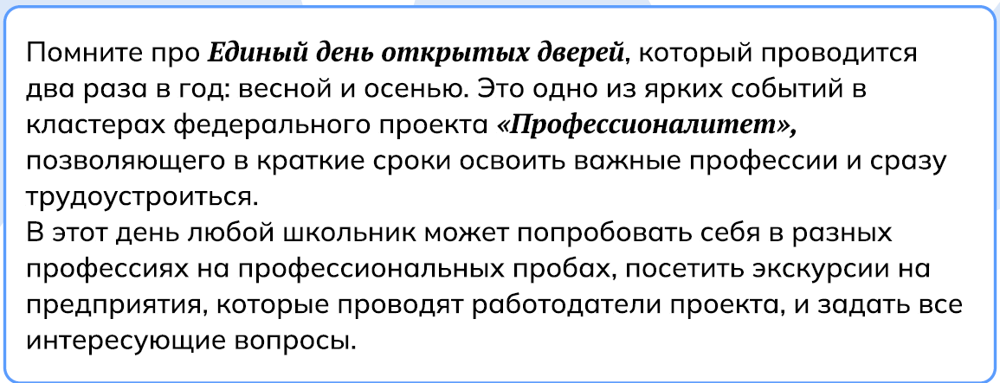 Помните про Единый день открытых дверей, который проводится
два раза в год: весной и осенью. Это одно из ярких событий в
кластерах федерального проекта «Профессионалитет»,
позволяющего в краткие сроки освоить важные профессии и сразу
трудоустроиться.
В этот день любой школьник может попробовать себя в разных
профессиях на профессиональных пробах, посетить экскурсии на
предприятия, которые проводят работодатели проекта, и задать все
интересующие вопросы.